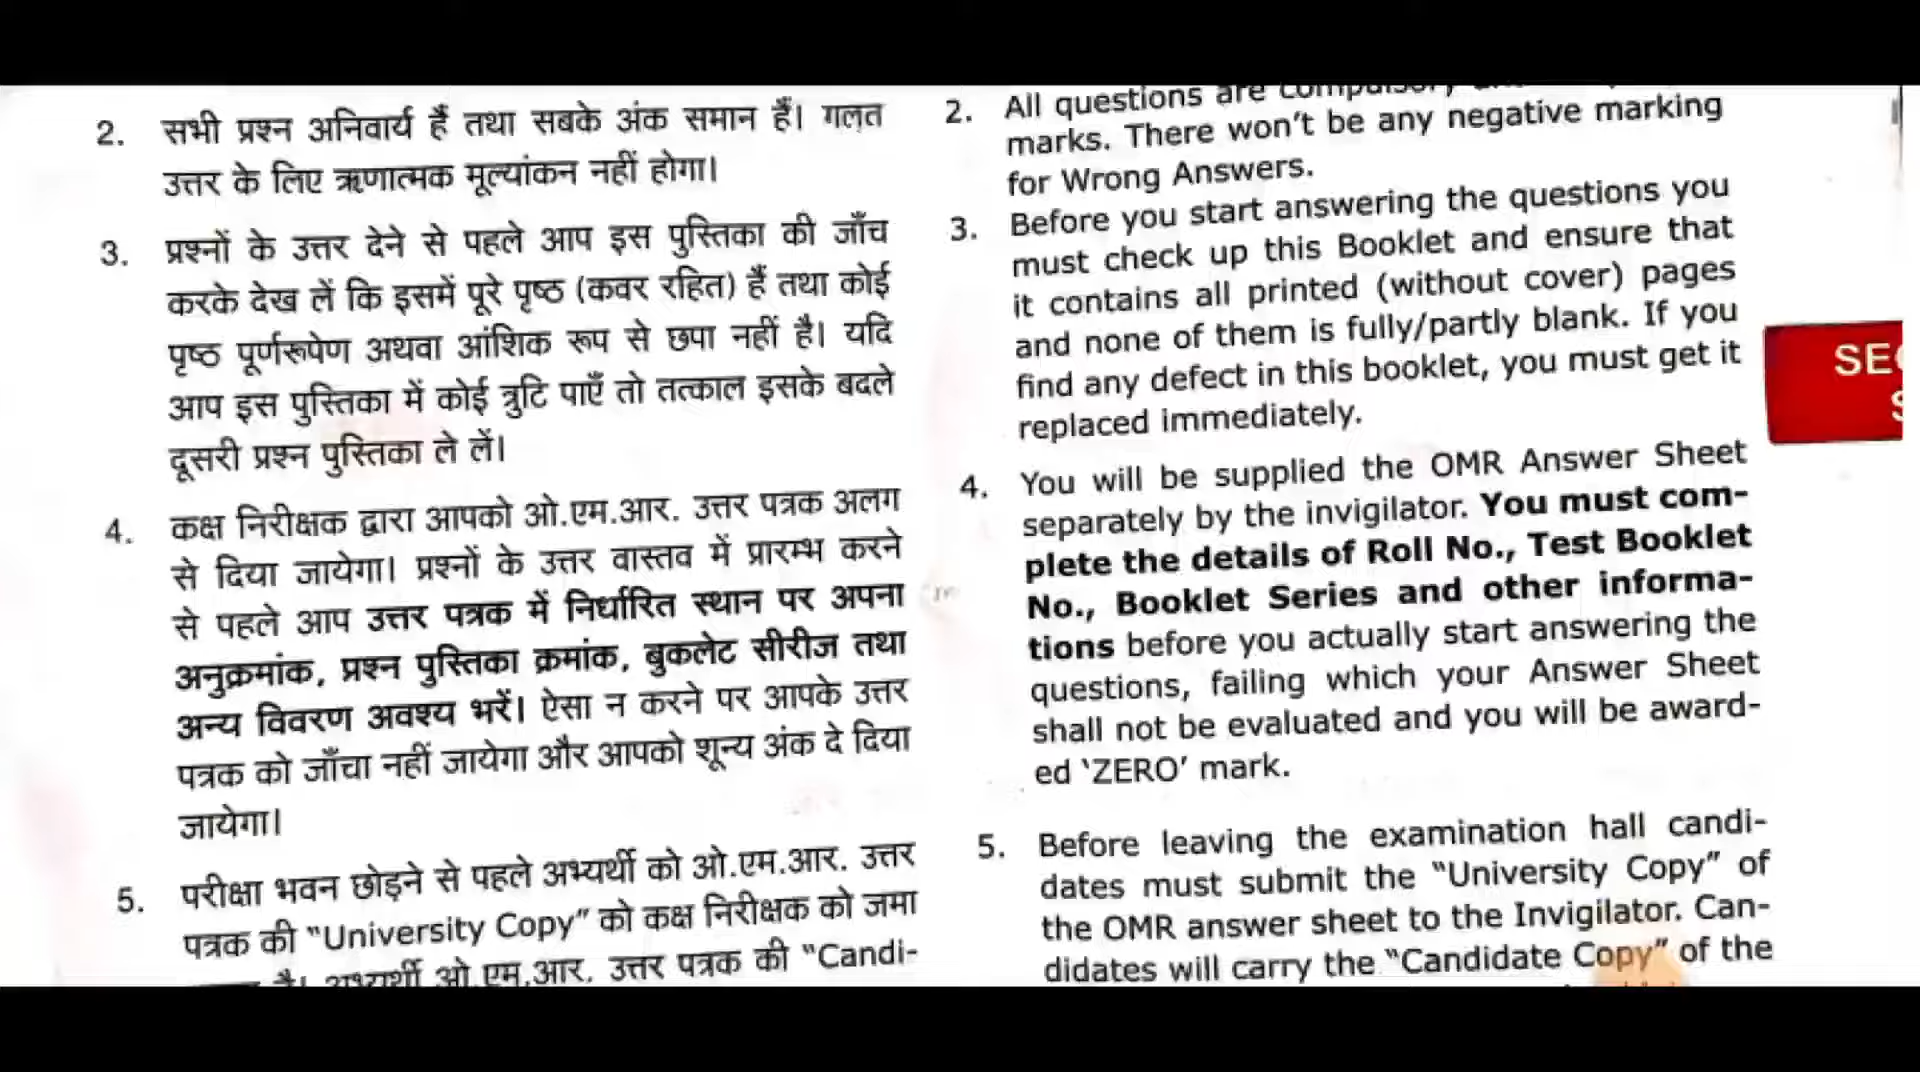 2. सभी प्रश्न अनिवार्य हैं तथा सबके अंक समान हैं। गलत
उत्तर के लिए ऋणात्मक मूल्यांकन नहीं होगा।
3. प्रश्नों के उत्तर देने से पहले आप इस पुस्तिका की जाँच
करके देख लें कि इसमें पूरे पृष्ठ (कवर रहित) हैं तथा कोई
पृष्ठ पूर्णरूपेण अथवा आंशिक रूप से छपा नहीं है। यदि
आप इस पुस्तिका में कोई त्रुटि पाएँ तो तत्काल इसके बदले
दूसरी प्रश्न पुस्तिका ले लें।
4. कक्ष निरीक्षक द्वारा आपको ओ.एम.आर. उत्तर पत्रक अलग
से दिया जायेगा। प्रश्नों के उत्तर वास्तव में प्रारम्भ करने
से पहले आप उत्तर पत्रक में निर्धारित स्थान पर अपना
अनुक्रमांक, प्रश्न पुस्तिका क्रमांक, बुकलेट सीरीज तथा
अन्य विवरण अवश्य भरें। ऐसा न करने पर आपके उत्तर
पत्रक को जाँचा नहीं जायेगा और आपको शून्य अंक दे दिया
जायेगा।
5. परीक्षा भवन छोड़ने से पहले अभ्यर्थी को ओ.एम.आर. उत्तर
पत्रक की "University Copy" को कक्ष निरीक्षक को जमा
है। अभ्यर्थी ओ.एम.आर. उत्तर पत्रक की "Candi-
2. All questions are compulsory
marks. There won't be any negative marking
for Wrong Answers.
3. Before you start answering the questions you
must check up this Booklet and ensure that
it contains all printed (without cover) pages
and none of them is fully/partly blank. If you
find any defect in this booklet, you must get it
replaced immediately.
4. You will be supplied the OMR Answer Sheet
separately by the invigilator. You must com-
plete the details of Roll No., Test Booklet
No., Booklet Series and other informa-
tions before you actually start answering the
questions, failing which your Answer Sheet
shall not be evaluated and you will be award-
ed 'ZERO' mark.
5. Before leaving the examination hall candi-
dates must submit the "University Copy" of
the OMR answer sheet to the Invigilator. Can-
didates will carry the "Candidate Copy" of the